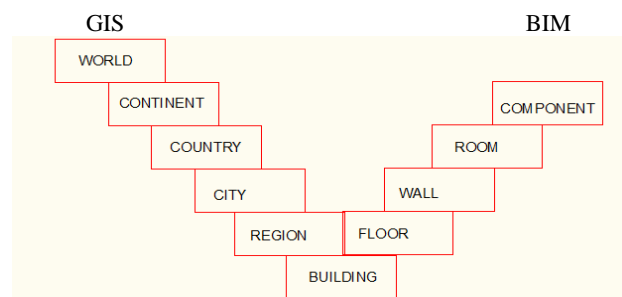 GIS BIM
WORLD
CONTINENT
COMPONENT
COUNTRY
ROOM
CITY
WALL
REGION
FLOOR
BUILDING